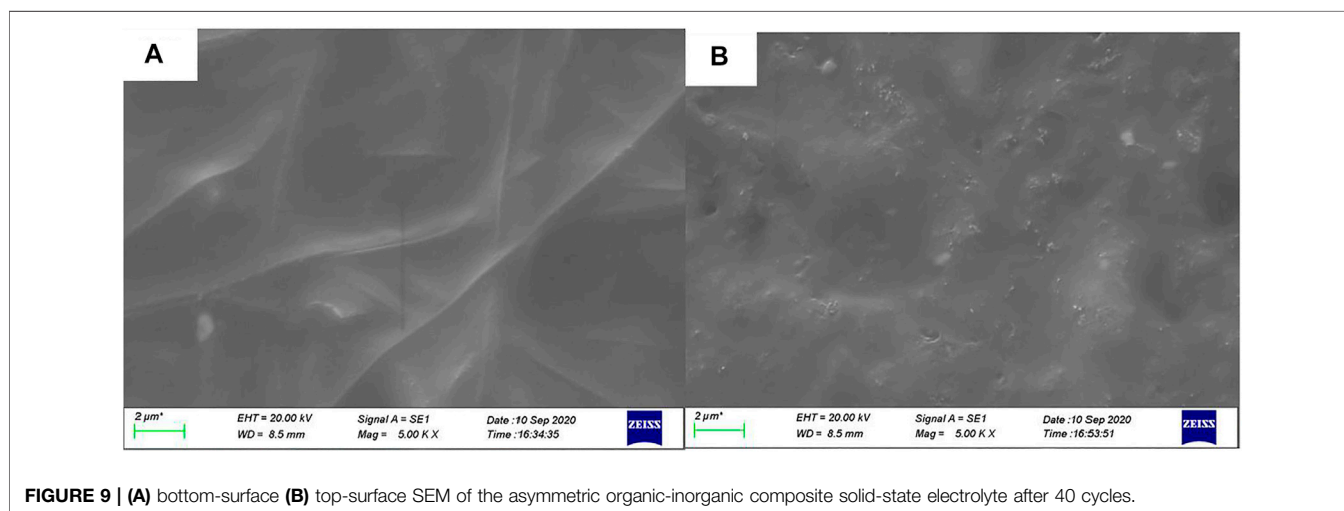 A
B
2 µm*
EHT = 20.00 kV
Signal A = SE1
Date :10 Sep 2020
WD = 8.5 mm
Mag = 5.00 K X
Time :16:34:35
ZEISS
2 µm*
EHT = 20.00 kV
Signal A = SE1
Date :10 Sep 2020
WD = 8.5 mm
Mag = 5.00 K X
Time :16:53:51
ZEISS
FIGURE 9 | (A) bottom-surface (B) top-surface SEM of the asymmetric organic-inorganic composite solid-state electrolyte after 40 cycles.